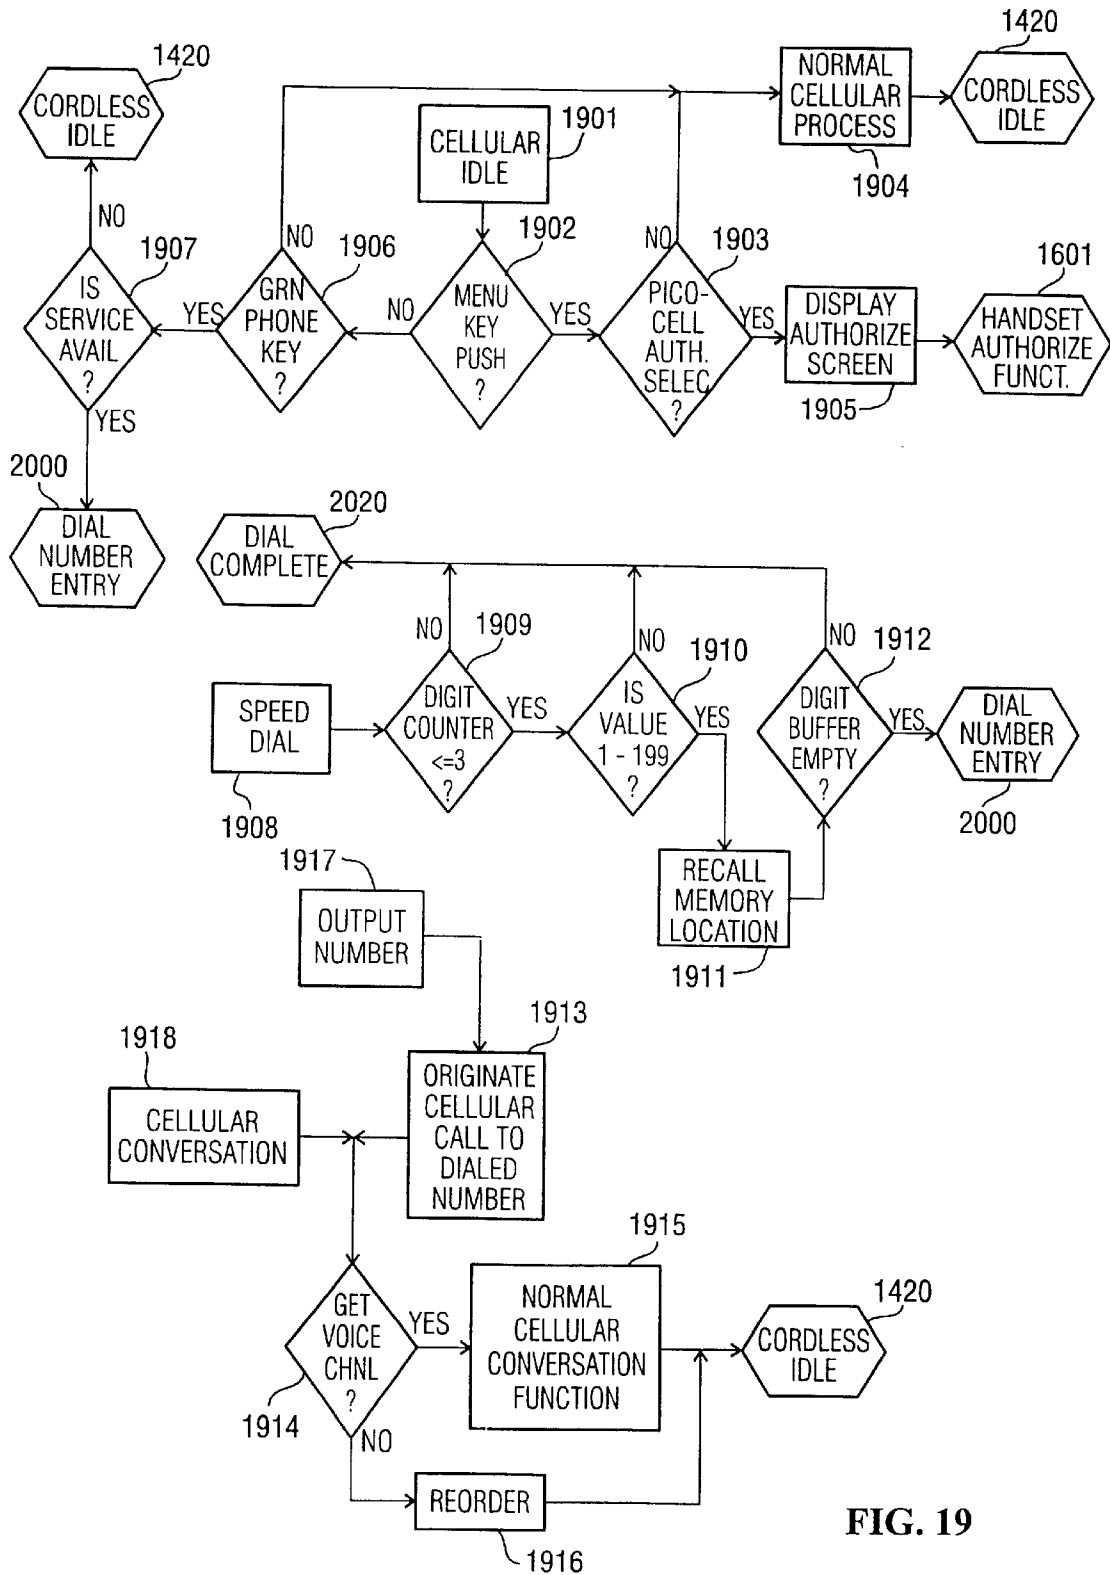 1420
CORDLESS
IDLE
NO
1907
IS
SERVICE
AVAIL
?
YES
2000
DIAL
NUMBER
ENTRY
YES
1906
NO
GRN
PHONE
KEY
?
NO
1901
CELLULAR
IDLE
1902
MENU
KEY
PUSH
?
YES
1903
NO
PICO-
CELL
AUTH.
SELEC
?
YES
NORMAL
CELLULAR
PROCESS
1904
1420
CORDLESS
IDLE
DISPLAY
AUTHORIZE
SCREEN
1905
1601
HANDSET
AUTHORIZE
FUNCT.
2020
DIAL
COMPLETE
SPEED
DIAL
1908
NO
1909
DIGIT
COUNTER
<=3
?
YES
NO
1910
IS
VALUE
1 - 199
?
YES
RECALL
MEMORY
LOCATION
1911
NO
1912
DIGIT
BUFFER
EMPTY
?
YES
DIAL
NUMBER
ENTRY
2000
1917
OUTPUT
NUMBER
1918
CELLULAR
CONVERSATION
1913
ORIGINATE
CELLULAR
CALL TO
DIALED
NUMBER
GET
VOICE
CHNL
?
1914
YES
NO
1915
NORMAL
CELLULAR
CONVERSATION
FUNCTION
REORDER
1916
1420
CORDLESS
IDLE
FIG. 19